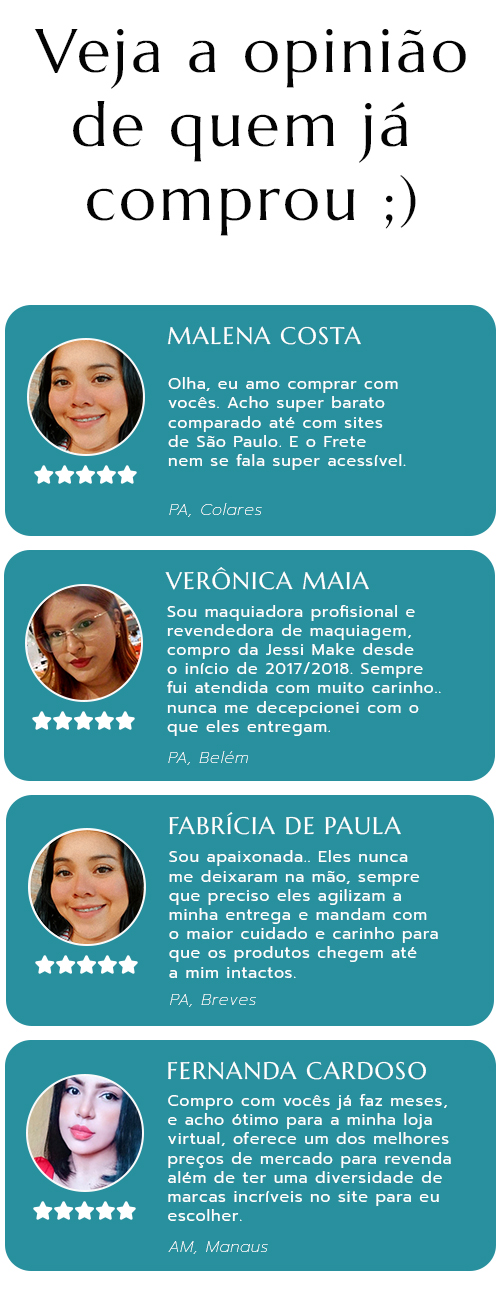 Veja a opinião
de quem já
comprou ;)
MALENA COSTA
Olha, eu amo comprar com
vocês. Acho super barato
comparado até com sites
de São Paulo. E o Frete
nem se fala super acessível.
PA, Colares
VERÔNICA MAIA
Sou maquiadora profisional e
revendedora de maquiagem,
compro da Jessi Make desde
o início de 2017/2018. Sempre
fui atendida com muito carinho..
nunca me decepcionei com o
que eles entregam.
PA, Belém
FABRÍCIA DE PAULA
Sou apaixonada.. Eles nunca
me deixaram na mão, sempre
que preciso eles agilizam a
minha entrega e mandam com
o maior cuidado e carinho para
que os produtos chegem até
a mim intactos.
PA, Breves
FERNANDA CARDOSO
Compro com vocês já faz meses,
e acho ótimo para a minha loja
virtual, oferece um dos melhores
preços de mercado para revenda
além de ter uma diversidade de
marcas incríveis no site para eu
escolher.
AM, Manaus